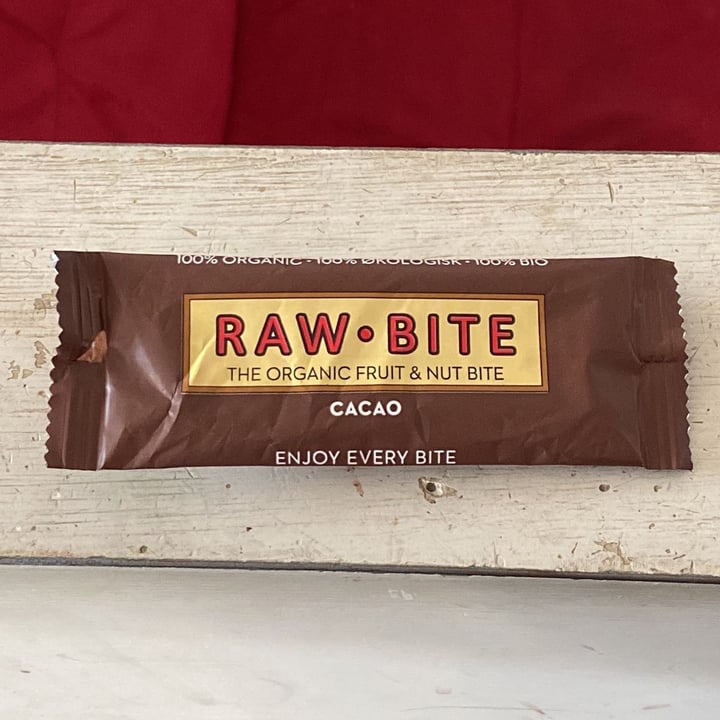 100% ORGANIC - 100% ØKOLOGISK - 100% BIO
RAW • BITE
THE ORGANIC FRUIT & NUT BITE
CACAO
ENJOY EVERY BITE